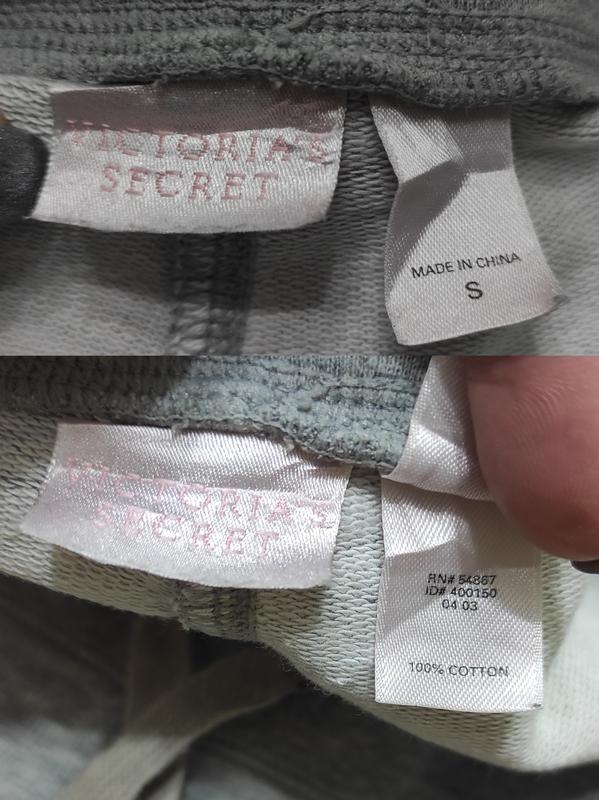 VICTORIA'S
SECRET
MADE IN CHINA
S
VICTORIA'S
SECRET
RN# 54867
ID# 400150
04 03
100% COTTON